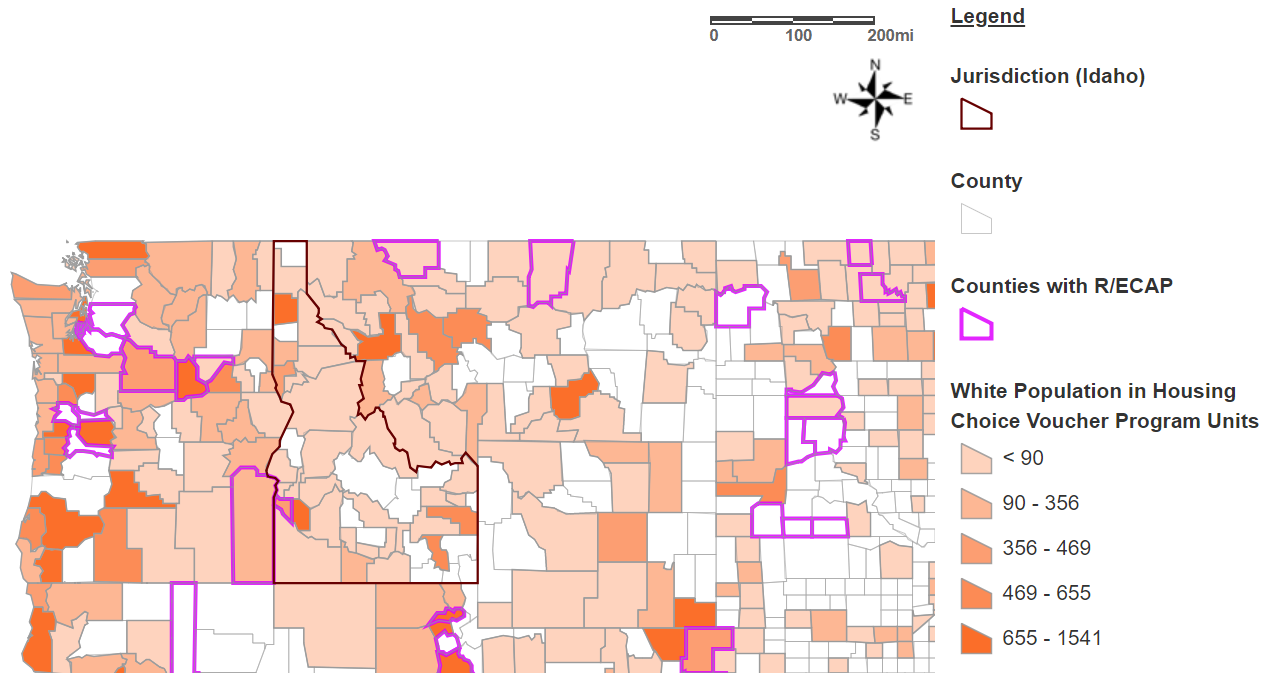 Legend
0 100 200mi
N
W E
S
Jurisdiction (Idaho)
County
Counties with R/ECAP
White Population in Housing
Choice Voucher Program Units
< 90
90 - 356
356 - 469
469 - 655
655 - 1541